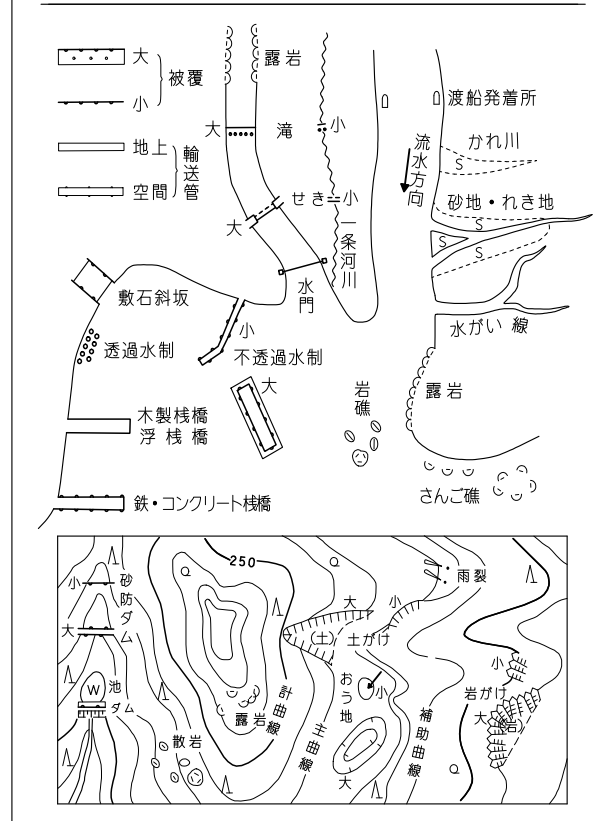 大
小
被覆
地上
空間
輸送管
露岩
大
滝
小
せき
小
大
一条河川
水門
渡船発着所
流水方向
かれ川
S
砂地・れき地
S
S
S
水がい線
敷石斜坂
透過水制
小
不透過水制
大
木製桟橋
浮桟橋
鉄・コンクリート桟橋
岩礁
露岩
さんご礁
小
砂防ダム
大
W
池
ダム
250
Q
Q
計曲線
露岩
散岩
主曲線
大
小
(土)
土がけ
おう地
小
大
補助曲線
雨裂
小
岩がけ
大
(岩)
Q